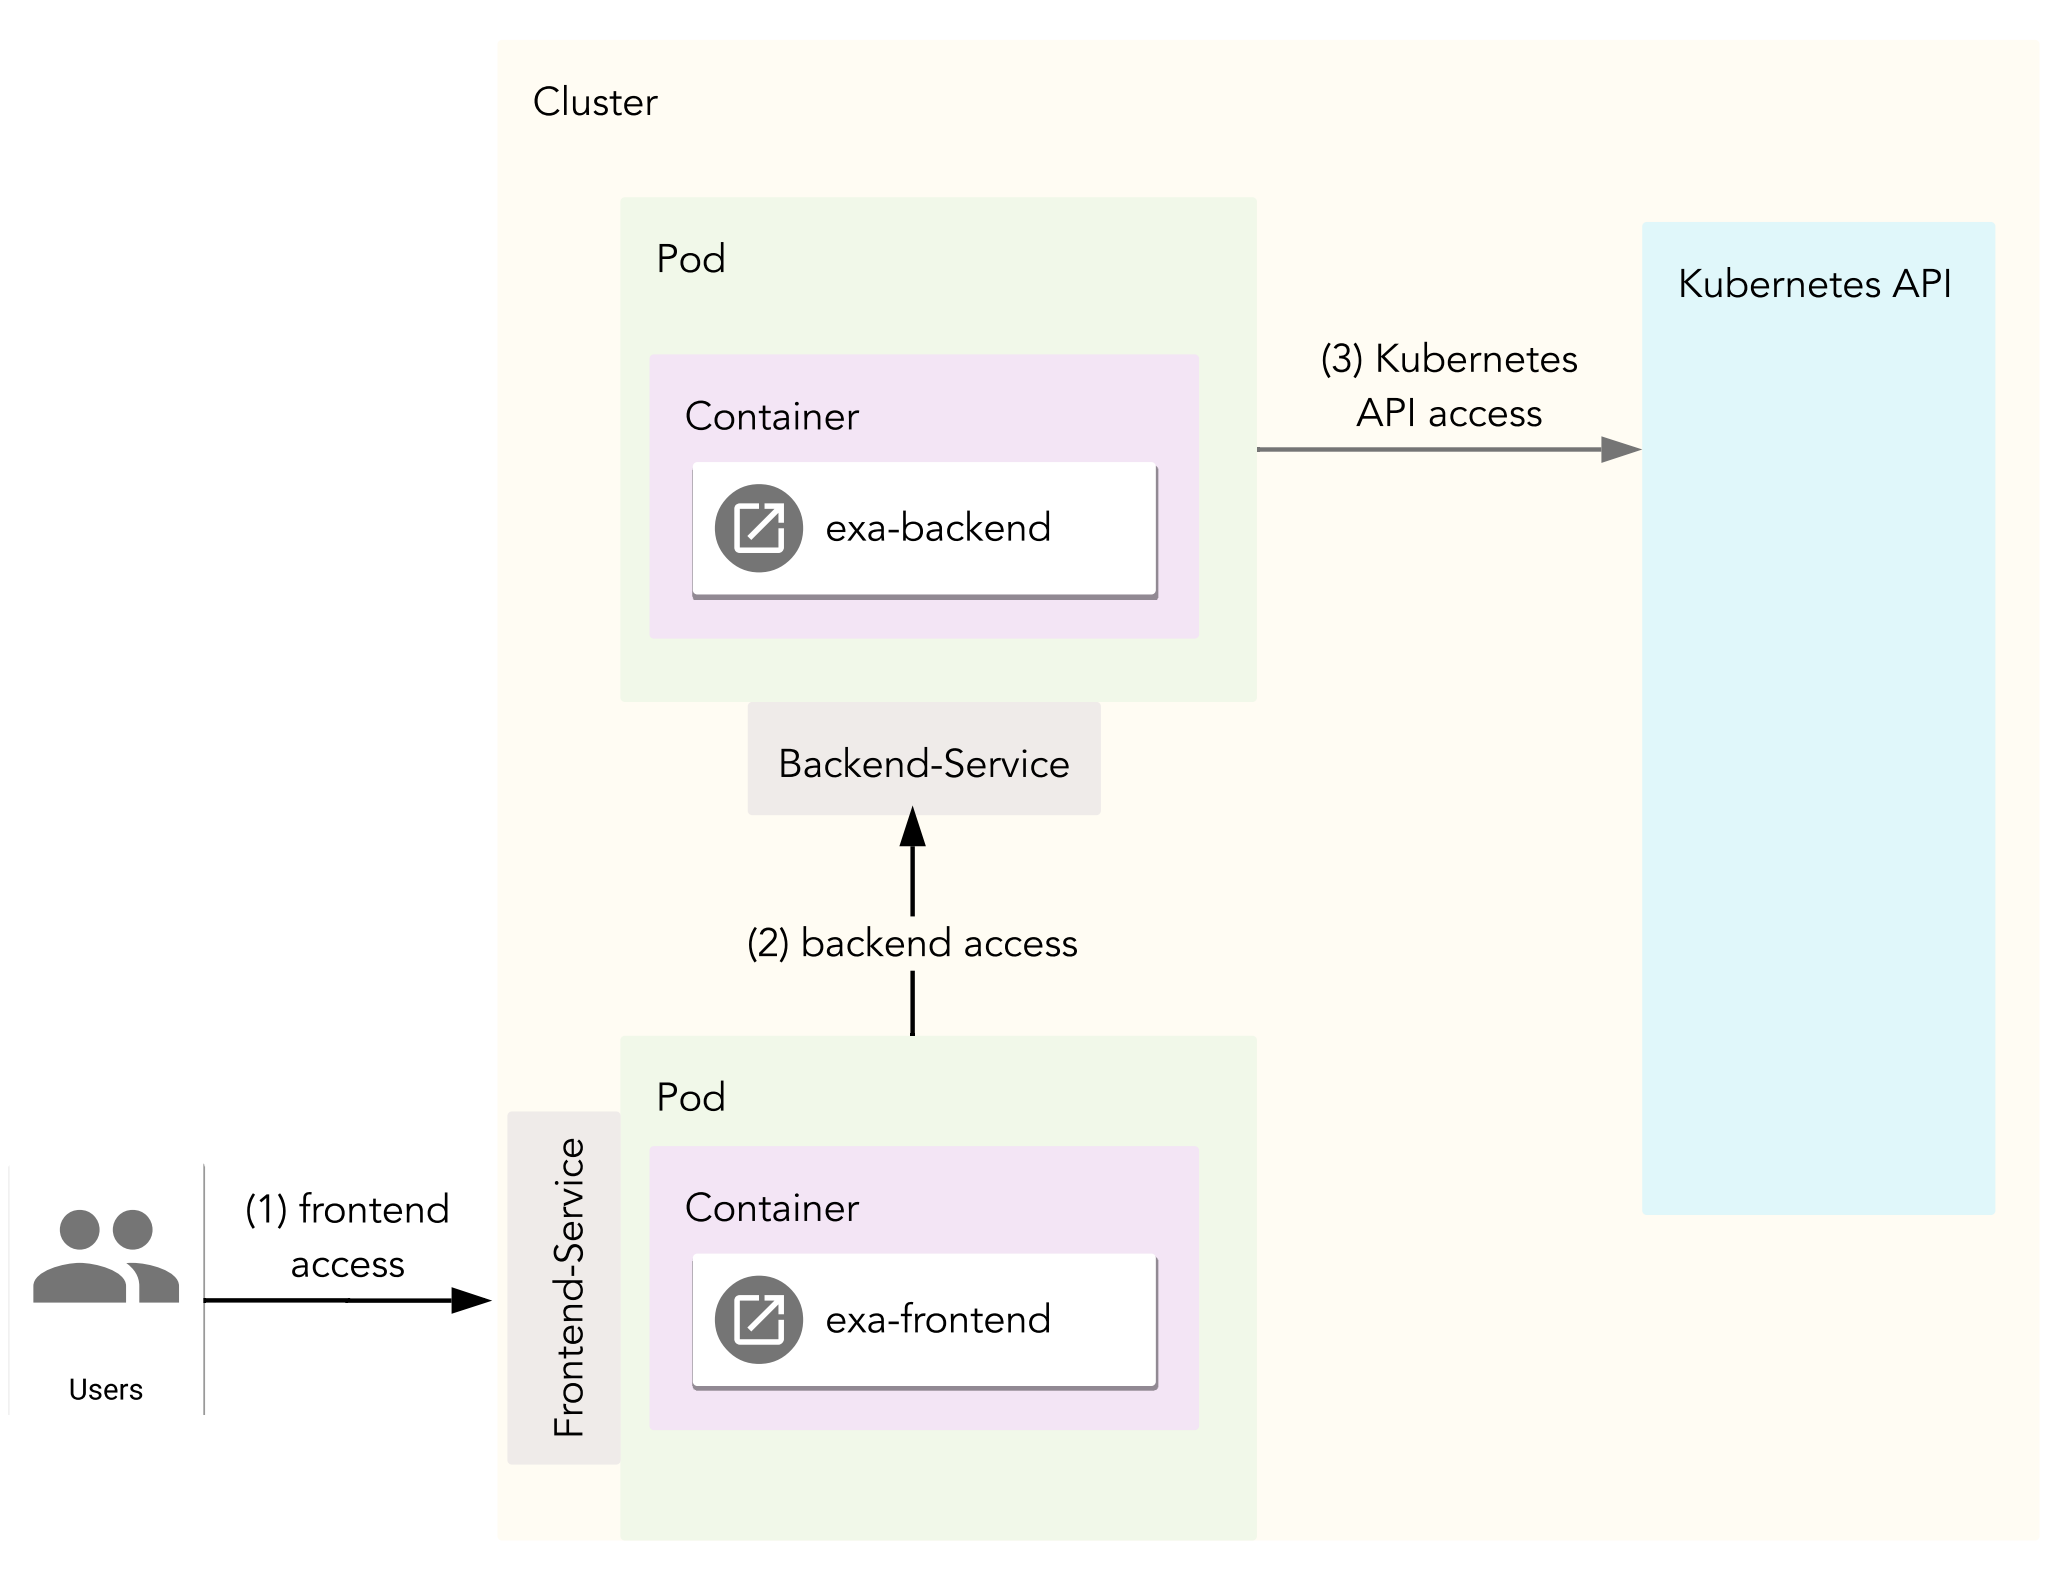 Cluster
Pod
Kubernetes API
(3) Kubernetes
API access
Container
exa-backend
Backend-Service
(2) backend access
Pod
Frontend-Service
(1) frontend
access
Container
exa-frontend
Users